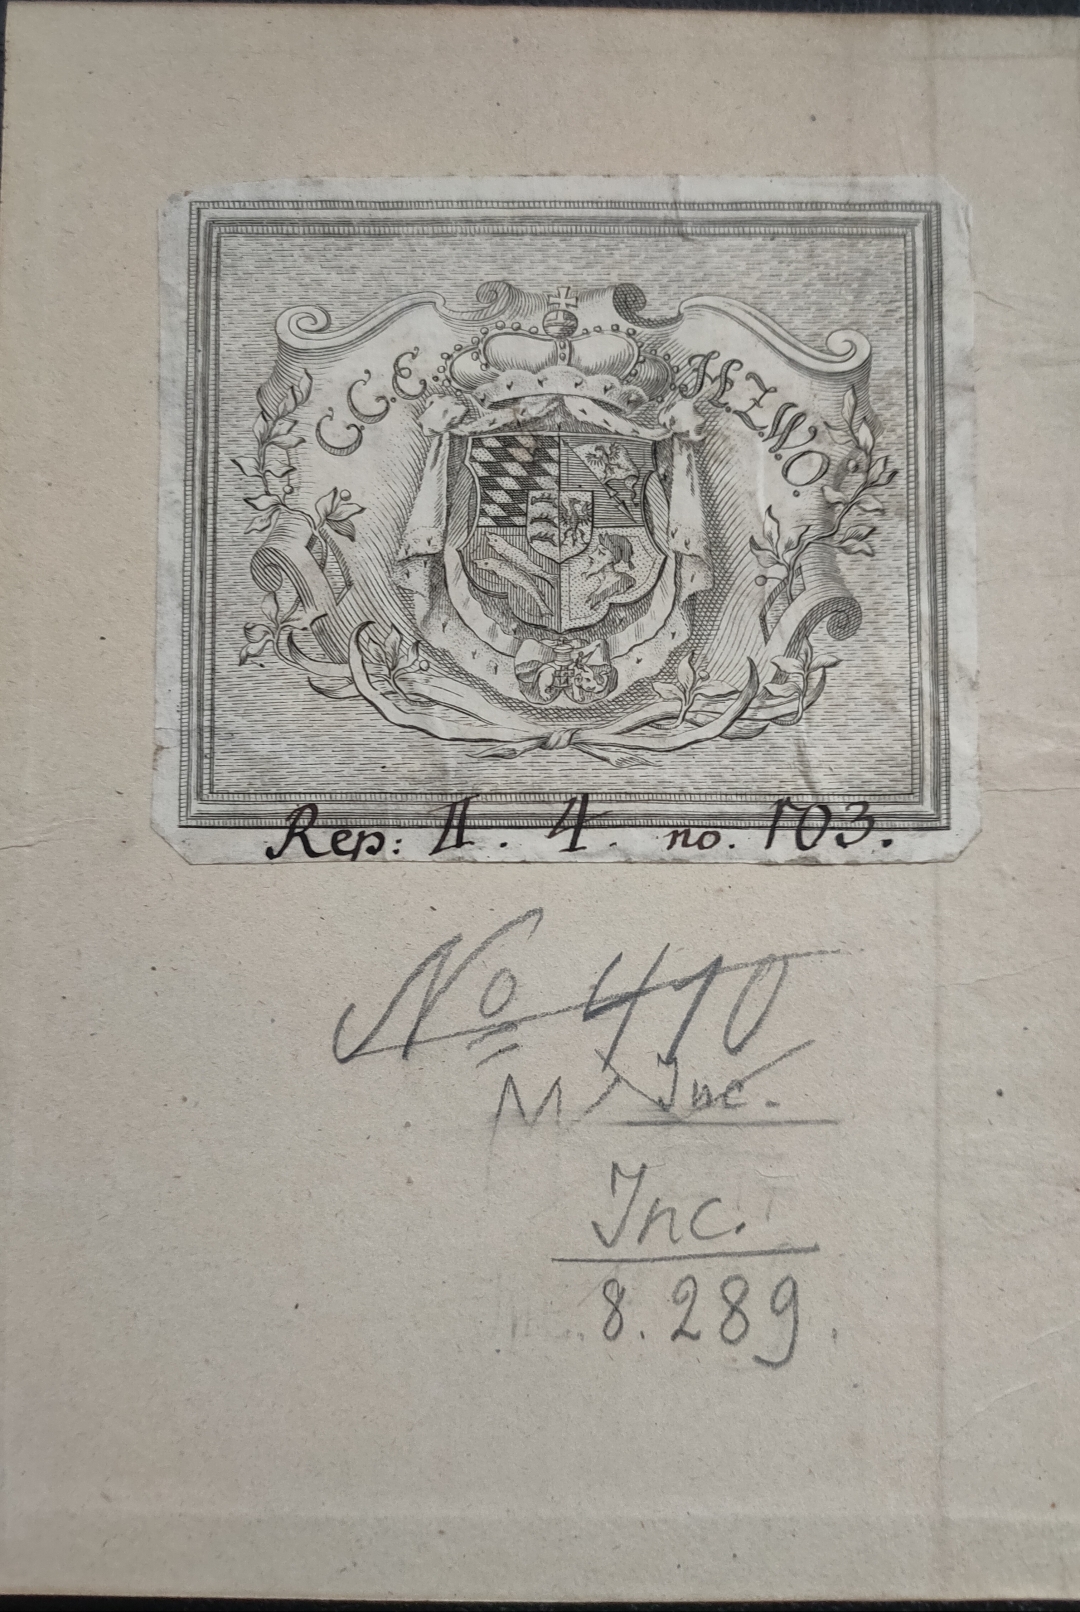 C.C.E. H.Z.W.O.
Rep: II. 4. no. 103.
No 410
M Inc.
Inc.
8.289.